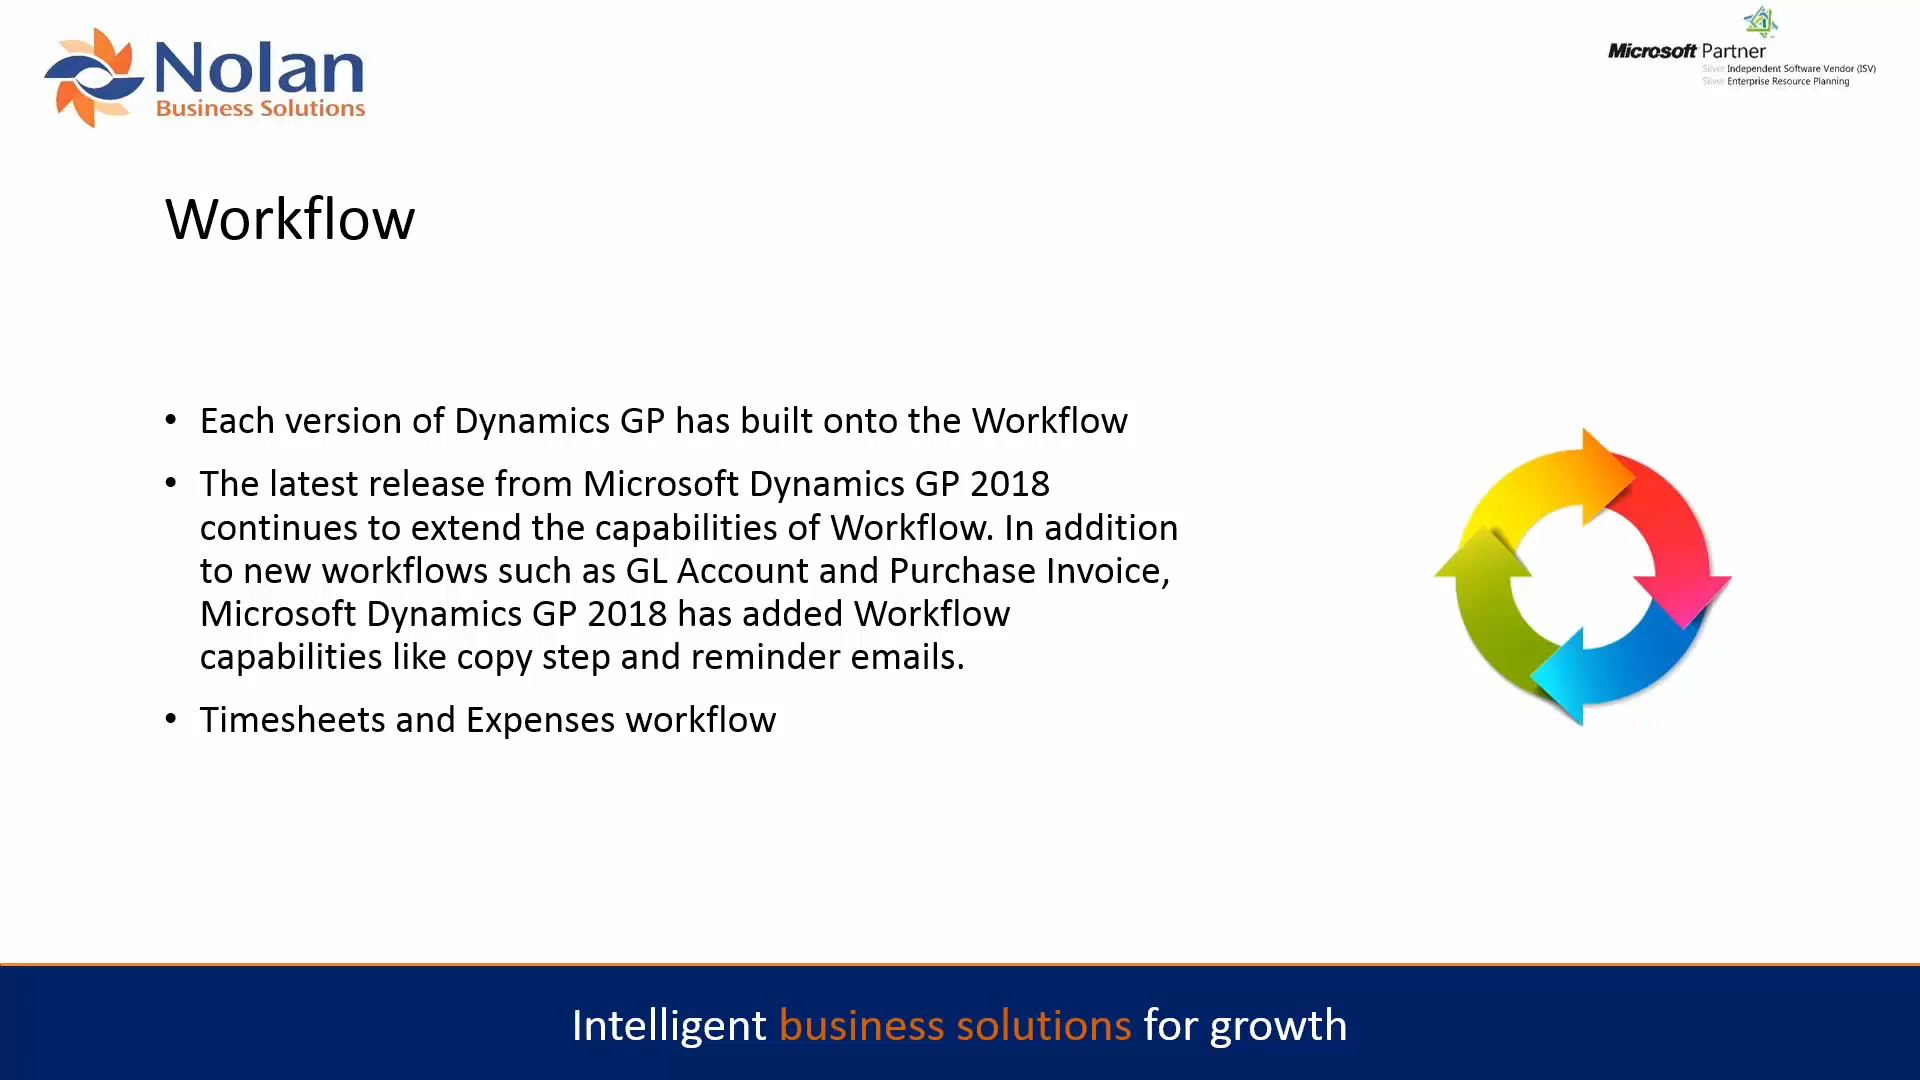 Nolan
Business Solutions
Microsoft Partner
Silver Independent Software Vendor (ISV)
Silver Enterprise Resource Planning
Workflow
• Each version of Dynamics GP has built onto the Workflow
• The latest release from Microsoft Dynamics GP 2018
continues to extend the capabilities of Workflow. In addition
to new workflows such as GL Account and Purchase Invoice,
Microsoft Dynamics GP 2018 has added Workflow
capabilities like copy step and reminder emails.
• Timesheets and Expenses workflow
Intelligent business solutions for growth